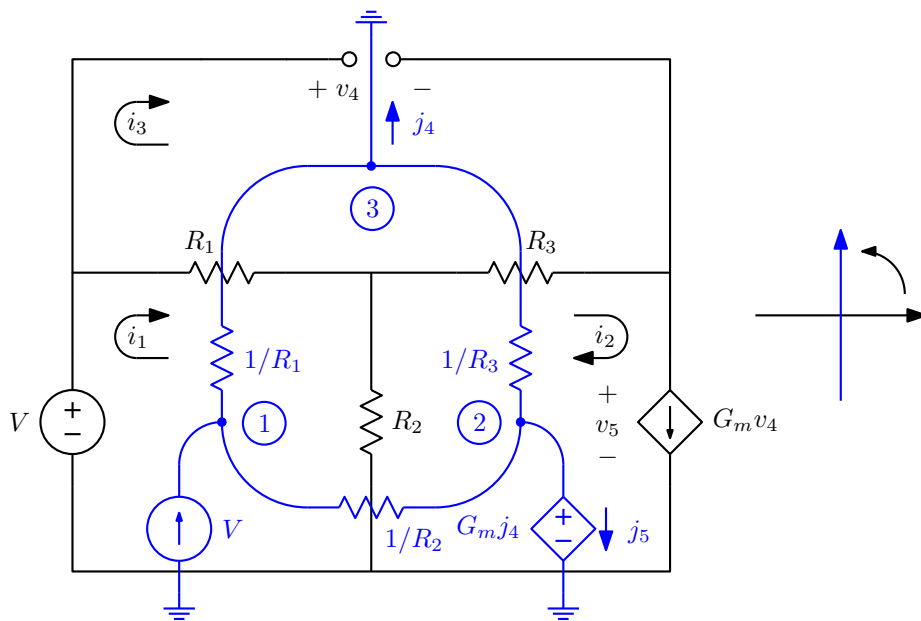 + v₄ −
i₃
j₄
3
R₁
R₃
i₁
i₂
1/R₁
1/R₃
+
V
+
−
1
R₂
2
v₅
Gₘv₄
−
V
1/R₂
Gₘj₄
+
−
j₅